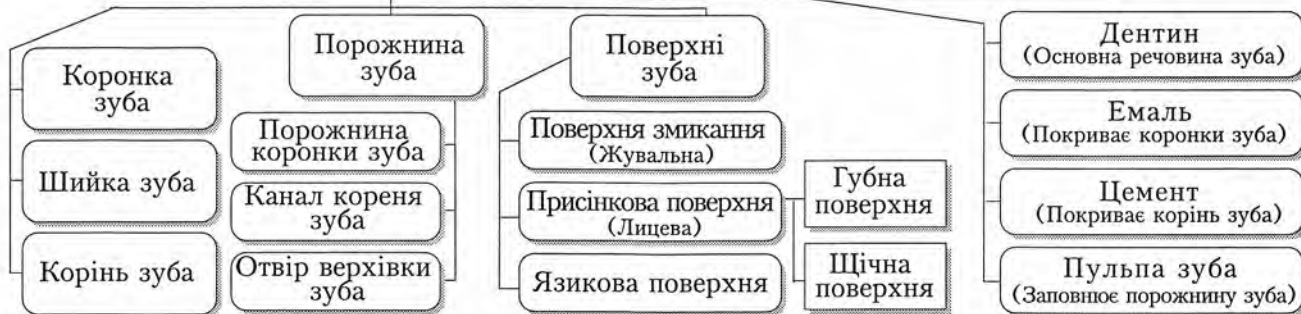 Коронка
зуба
Шийка зуба
Корінь зуба
Порожнина
зуба
Порожнина
коронки зуба
Канал кореня
зуба
Отвір верхівки
зуба
Поверхні
зуба
Поверхня змикання
(Жувальна)
Присінкова поверхня
(Лицева)
Язикова поверхня
Губна
поверхня
Щічна
поверхня
Дентин
(Основна речовина зуба)
Емаль
(Покриває коронки зуба)
Цемент
(Покриває корінь зуба)
Пульпа зуба
(Заповнює порожнину зуба)